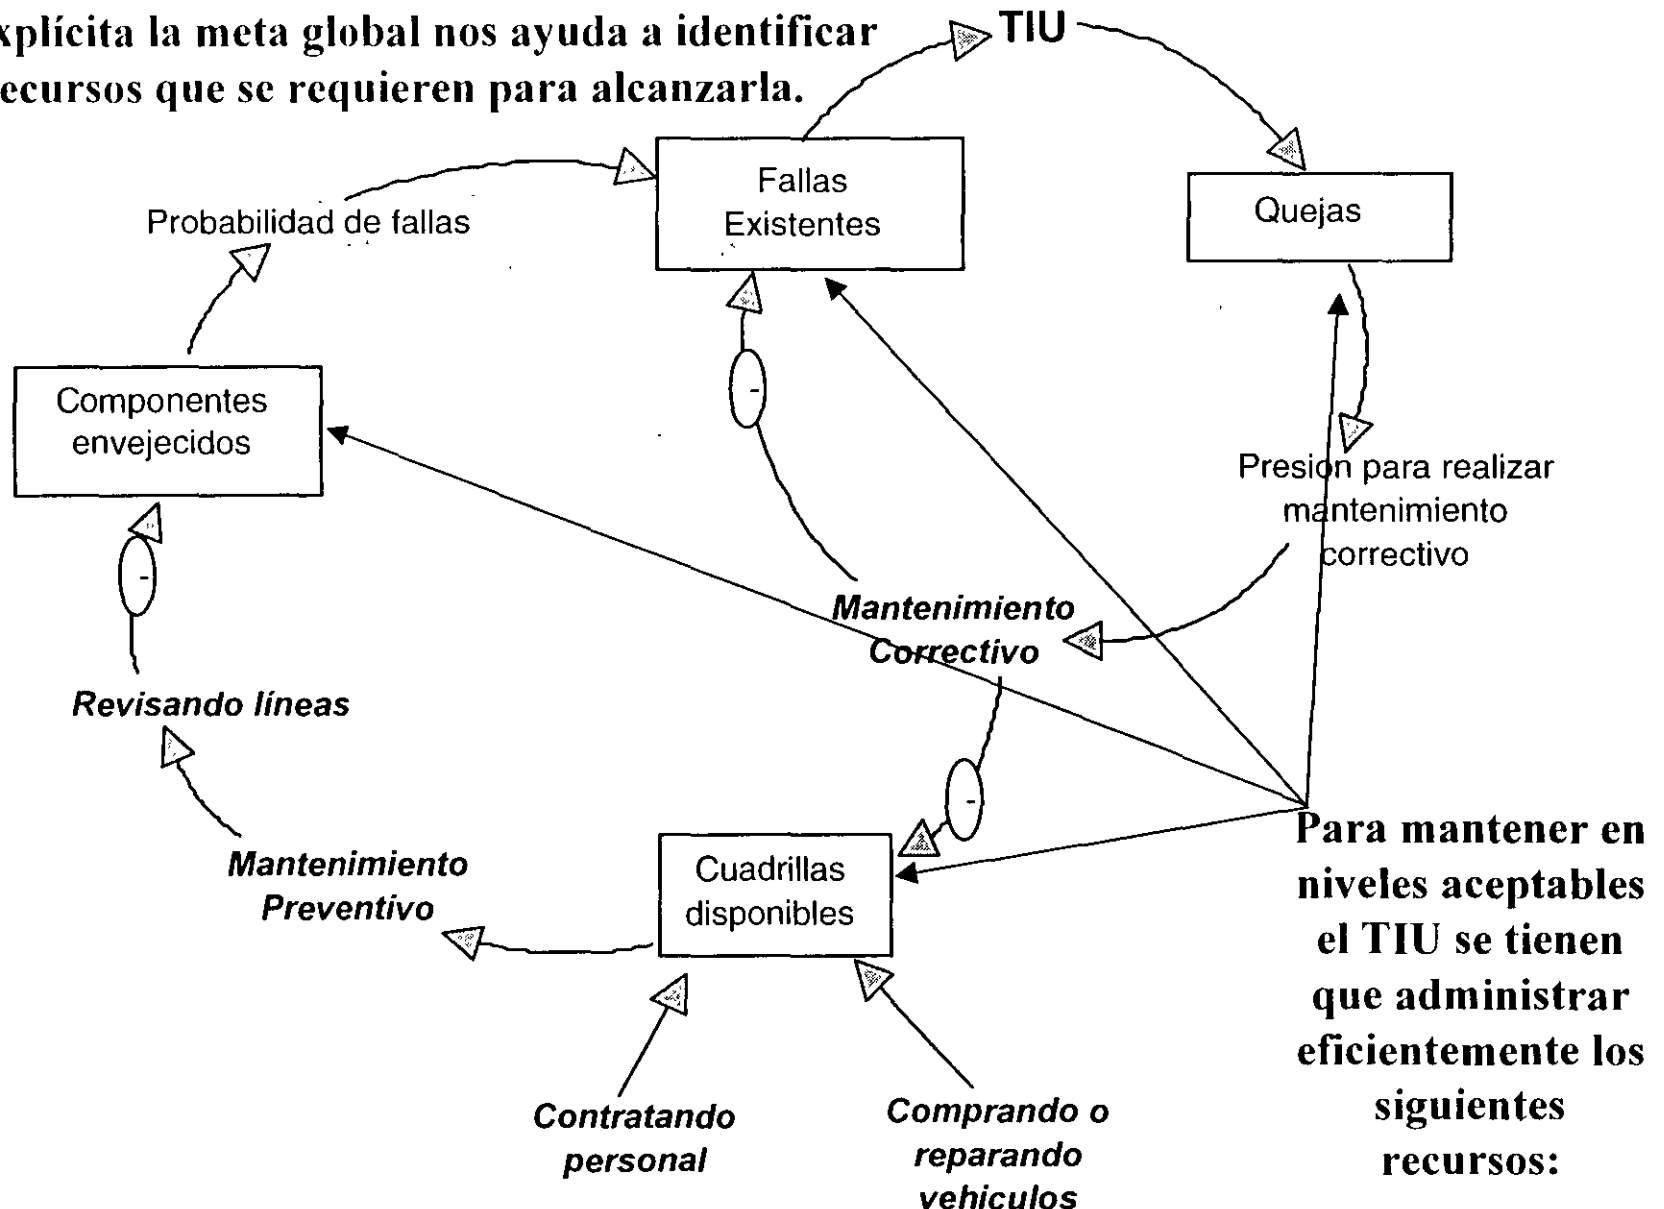 xplícita la meta global nos ayuda a identificar
ecursos que se requieren para alcanzarla.
TIU
Fallas
Existentes
Quejas
Probabilidad de fallas
Componentes
envejecidos
-
Presión para realizar
mantenimiento
correctivo
-
Mantenimiento
Correctivo
Revisando líneas
-
Mantenimiento
Preventivo
Cuadrillas
disponibles
Para mantener en
niveles aceptables
el TIU se tienen
que administrar
eficientemente los
siguientes
recursos:
Contratando
personal
Comprando o
reparando
vehiculos